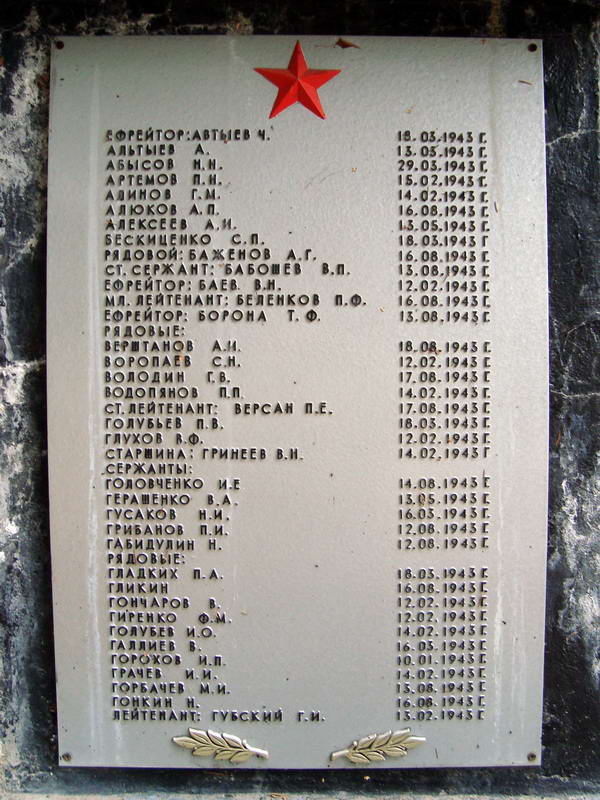 ЕФРЕЙТОР: АВТЫЕВ Ч. 18.03.1943 Г.
АЛЬТЫЕВ А. 13.03.1943 Г.
АБЫСОВ Н.Н. 29.03.1943 Г.
АРТЕМОВ П.Н. 15.02.1943 Г.
АДИНОВ Г.М. 14.02.1943 Г.
АЛЮКОВ А.П. 16.08.1943 Г.
АЛЕКСЕЕВ А.И. 13.03.1943 Г.
БЕСКИЦЕНКО С.П. 18.03.1943 Г
РЯДОВОЙ: БАЖЕНОВ А.Г. 16.08.1943 Г.
СТ. СЕРЖАНТ: БАБОШЕВ В.П. 13.08.1943 Г.
ЕФРЕЙТОР: БАЕВ В.Н. 12.02.1943 Г.
МЛ. ЛЕЙТЕНАНТ: БЕЛЕНКОВ П.Ф. 16.08.1943 Г.
ЕФРЕЙТОР: БОРОНА Т.Ф. 13.08.1943 Г.
РЯДОВЫЕ:
ВЕРШТАНОВ А.И. 18.08.1943 Г.
ВОРОПАЕВ С.Н. 12.02.1943 Г.
ВОЛОДИН Г.В. 17.08.1943 Г.
ВОДОПЯНОВ П.П. 14.02.1943 Г.
СТ. ЛЕЙТЕНАНТ: ВЕРСАН П.Е. 17.08.1943 Г.
ГОЛУБЬЕВ П.В. 18.03.1943 Г.
ГЛУХОВ В.Ф. 12.02.1943 Г.
СТАРШИНА: ГРИНЕЕВ В.Н. 14.02.1943 Г.
СЕРЖАНТЫ:
ГОЛОВЧЕНКО И.Е 14.08.1943 Г.
ГЕРАШЕНКО В.А. 13.03.1943 Г.
ГУСАКОВ Н.И. 16.03.1943 Г.
ГРИБАНОВ П.И. 12.08.1943 Г.
ГАБИДУЛИН Н. 12.08.1943 Г.
РЯДОВЫЕ:
ГЛАДКИХ П.А. 18.03.1943 Г.
ГЛИКИН 16.08.1943 Г.
ГОНЧАРОВ В. 12.02.1943 Г.
ГИРЕНКО Ф.М. 12.02.1943 Г.
ГОЛУБЕВ И.О. 14.02.1943 Г.
ГАЛЛИЕВ В. 16.03.1943 Г.
ГОРОХОВ И.П. 10.01.1943 Г.
ГРАЧЕВ И.И. 14.02.1943 Г.
ГОРБАЧЕВ М.И. 13.08.1943 Г.
ГОНКИН Н. 16.08.1943 Г.
ЛЕЙТЕНАНТ: ГУБСКИЙ Г.И. 13.02.1943 Г.